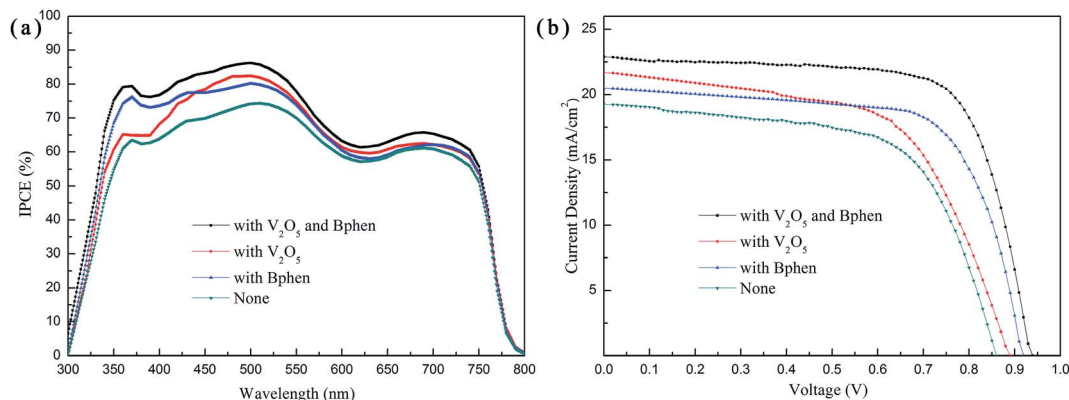 (a)
100
90
80
70
60
50
40
30
20
10
0
IPCE (%)
with V₂O₅ and Bphen
with V₂O₅
with Bphen
None
300 350 400 450 500 550 600 650 700 750 800
Wavelength (nm)
(b)
25
20
15
10
5
Current Density (mA/cm²)
with V₂O₅ and Bphen
with V₂O₅
with Bphen
None
0.0 0.1 0.2 0.3 0.4 0.5 0.6 0.7 0.8 0.9 1.0
Voltage (V)